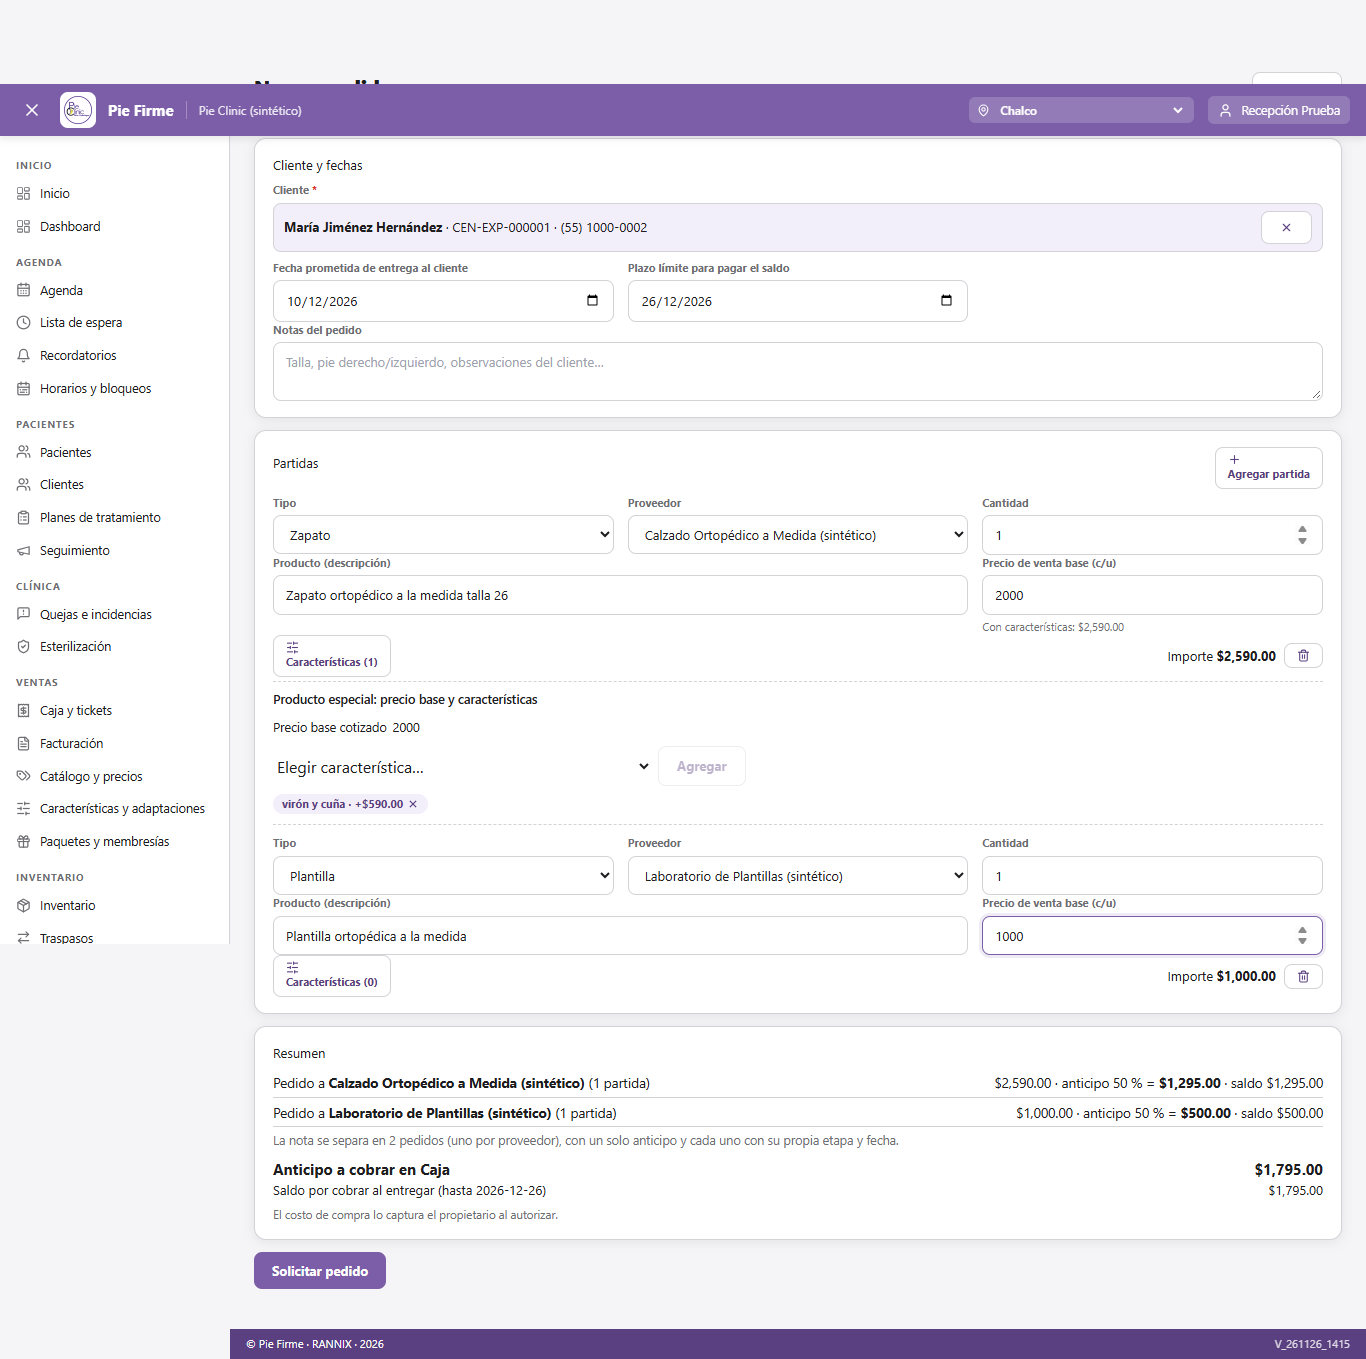 Pie Firme
Pie Clinic (sintético)
Chalco
Recepción Prueba
INICIO
Inicio
Dashboard
AGENDA
Agenda
Lista de espera
Recordatorios
Horarios y bloqueos
PACIENTES
Pacientes
Clientes
Planes de tratamiento
Seguimiento
CLÍNICA
Quejas e incidencias
Esterilización
VENTAS
Caja y tickets
Facturación
Catálogo y precios
Características y adaptaciones
Paquetes y membresías
INVENTARIO
Inventario
Traspasos
Cliente y fechas
Cliente *
María Jiménez Hernández · CEN-EXP-000001 · (55) 1000-0002
Fecha prometida de entrega al cliente
Plazo límite para pagar el saldo
10/12/2026
26/12/2026
Notas del pedido
Talla, pie derecho/izquierdo, observaciones del cliente...
Partidas
Agregar partida
Tipo
Proveedor
Cantidad
Zapato
Calzado Ortopédico a Medida (sintético)
1
Producto (descripción)
Precio de venta base (c/u)
Zapato ortopédico a la medida talla 26
2000
Con características: $2,590.00
Características (1)
Importe $2,590.00
Producto especial: precio base y características
Precio base cotizado 2000
Elegir característica...
Agregar
virón y cuña · +$590.00
Tipo
Proveedor
Cantidad
Plantilla
Laboratorio de Plantillas (sintético)
1
Producto (descripción)
Precio de venta base (c/u)
Plantilla ortopédica a la medida
1000
Características (0)
Importe $1,000.00
Resumen
Pedido a Calzado Ortopédico a Medida (sintético) (1 partida)
$2,590.00 · anticipo 50 % = $1,295.00 · saldo $1,295.00
Pedido a Laboratorio de Plantillas (sintético) (1 partida)
$1,000.00 · anticipo 50 % = $500.00 · saldo $500.00
La nota se separa en 2 pedidos (uno por proveedor), con un solo anticipo y cada uno con su propia etapa y fecha.
Anticipo a cobrar en Caja
$1,795.00
Saldo por cobrar al entregar (hasta 2026-12-26)
$1,795.00
El costo de compra lo captura el propietario al autorizar.
Solicitar pedido
© Pie Firme · RANNIX · 2026
V_261126_1415